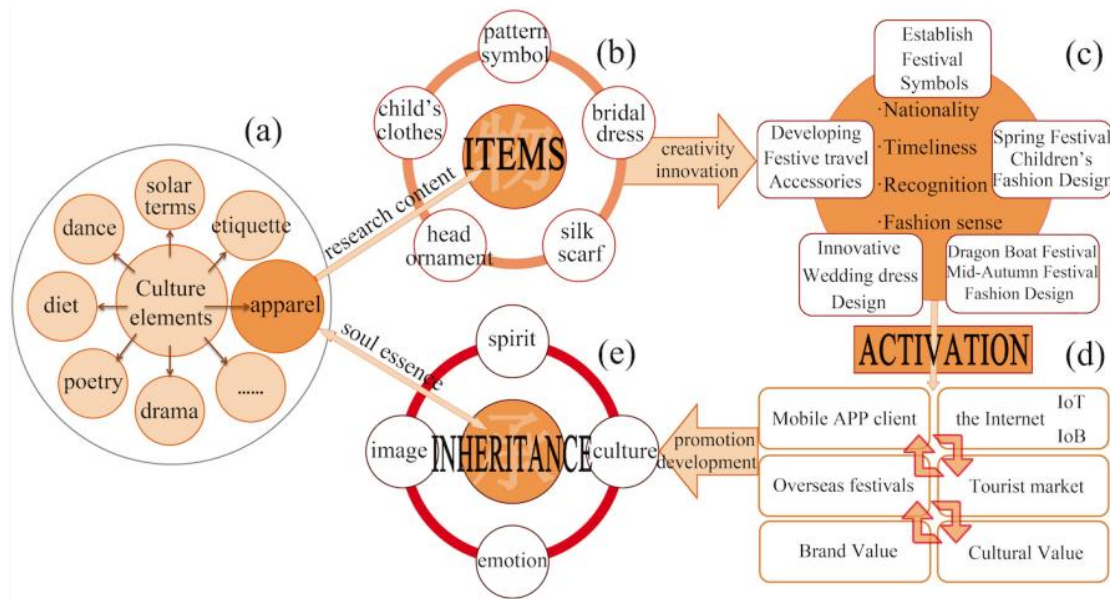 (a)
solar
terms
dance
etiquette
diet
Culture
elements
apparel
poetry
drama
......
research content
soul essence
(b)
pattern
symbol
child's
clothes
bridal
dress
物
ITEMS
head
ornament
silk
scarf
creativity
innovation
(c)
Establish
Festival
Symbols
·Nationality
·Timeliness
·Recognition
·Fashion sense
Developing
Festive travel
Accessories
Spring Festival
Children's
Fashion Design
Innovative
Wedding dress
Design
Dragon Boat Festival
Mid-Autumn Festival
Fashion Design
ACTIVATION
(d)
Mobile APP client
the Internet
IoT
IoB
Overseas festivals
Tourist market
Brand Value
Cultural Value
promotion
development
(e)
spirit
image
承
INHERITANCE
culture
emotion